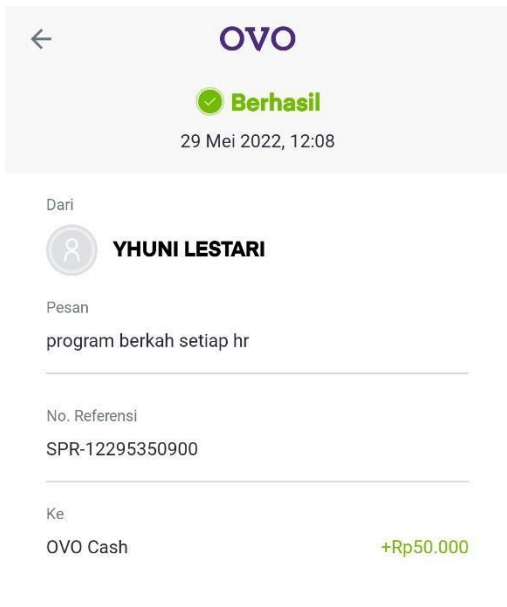 OVO
Berhasil
29 Mei 2022, 12:08
Dari
YHUNI LESTARI
Pesan
program berkah setiap hr
No. Referensi
SPR-12295350900
Ke
OVO Cash +Rp50.000